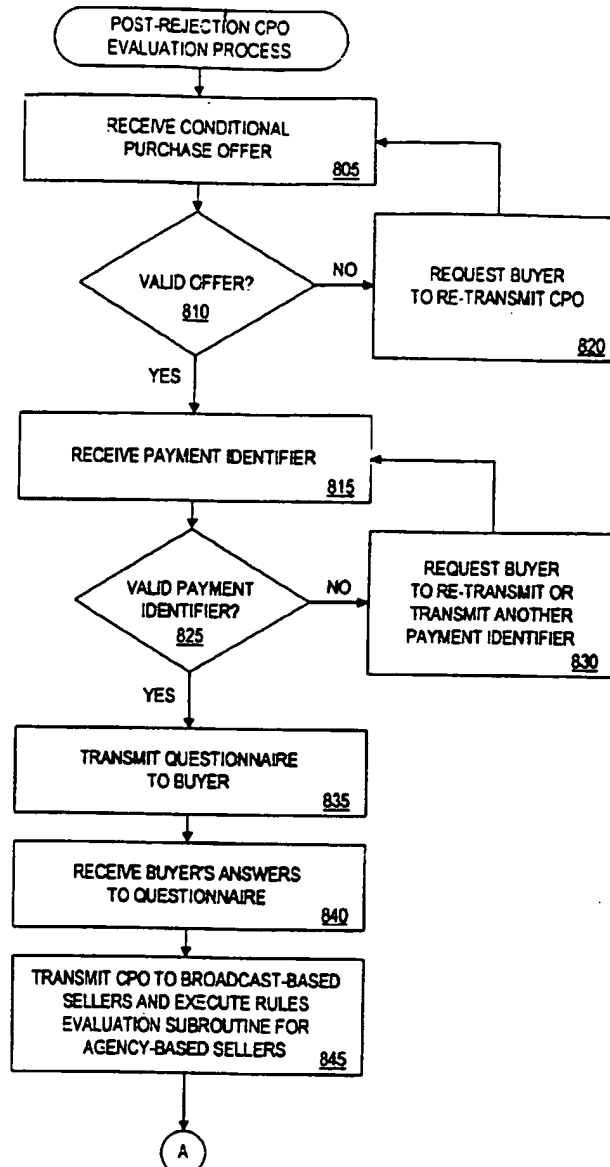 POST-REJECTION CPO
EVALUATION PROCESS
RECEIVE CONDITIONAL
PURCHASE OFFER
805
VALID OFFER?
810
NO
REQUEST BUYER
TO RE-TRANSMIT CPO
820
YES
RECEIVE PAYMENT IDENTIFIER
815
VALID PAYMENT
IDENTIFIER?
825
NO
REQUEST BUYER
TO RE-TRANSMIT OR
TRANSMIT ANOTHER
PAYMENT IDENTIFIER
830
YES
TRANSMIT QUESTIONNAIRE
TO BUYER
835
RECEIVE BUYER'S ANSWERS
TO QUESTIONNAIRE
840
TRANSMIT CPO TO BROADCAST-BASED
SELLERS AND EXECUTE RULES
EVALUATION SUBROUTINE FOR
AGENCY-BASED SELLERS
845
A